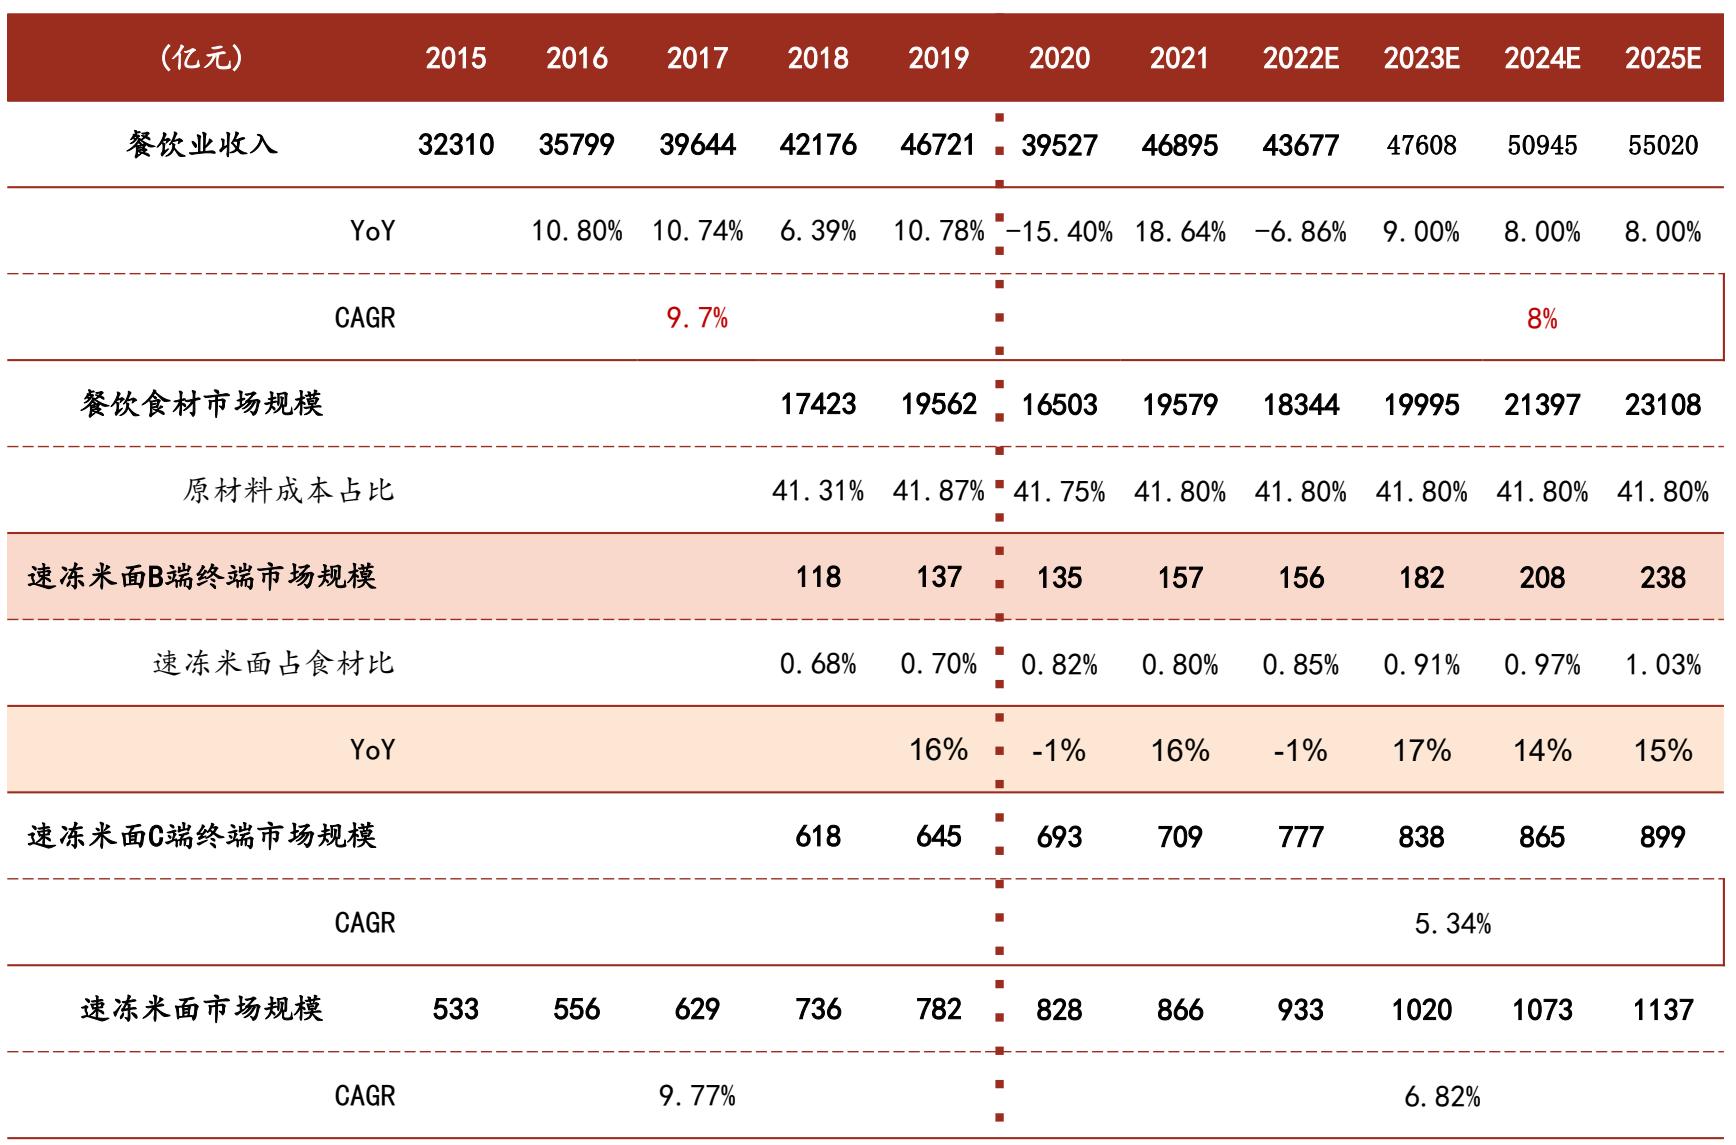 (亿元) 2015 2016 2017 2018 2019 2020 2021 2022E 2023E 2024E 2025E
餐饮业收入 32310 35799 39644 42176 46721 39527 46895 43677 47608 50945 55020
YoY 10.80% 10.74% 6.39% 10.78% -15.40% 18.64% -6.86% 9.00% 8.00% 8.00%
CAGR 9.7% 8%
餐饮食材市场规模 17423 19562 16503 19579 18344 19995 21397 23108
原材料成本占比 41.31% 41.87% 41.75% 41.80% 41.80% 41.80% 41.80% 41.80%
速冻米面B端终端市场规模 118 137 135 157 156 182 208 238
速冻米面占食材比 0.68% 0.70% 0.82% 0.80% 0.85% 0.91% 0.97% 1.03%
YoY 16% -1% 16% -1% 17% 14% 15%
速冻米面C端终端市场规模 618 645 693 709 777 838 865 899
CAGR 5.34%
速冻米面市场规模 533 556 629 736 782 828 866 933 1020 1073 1137
CAGR 9.77% 6.82%